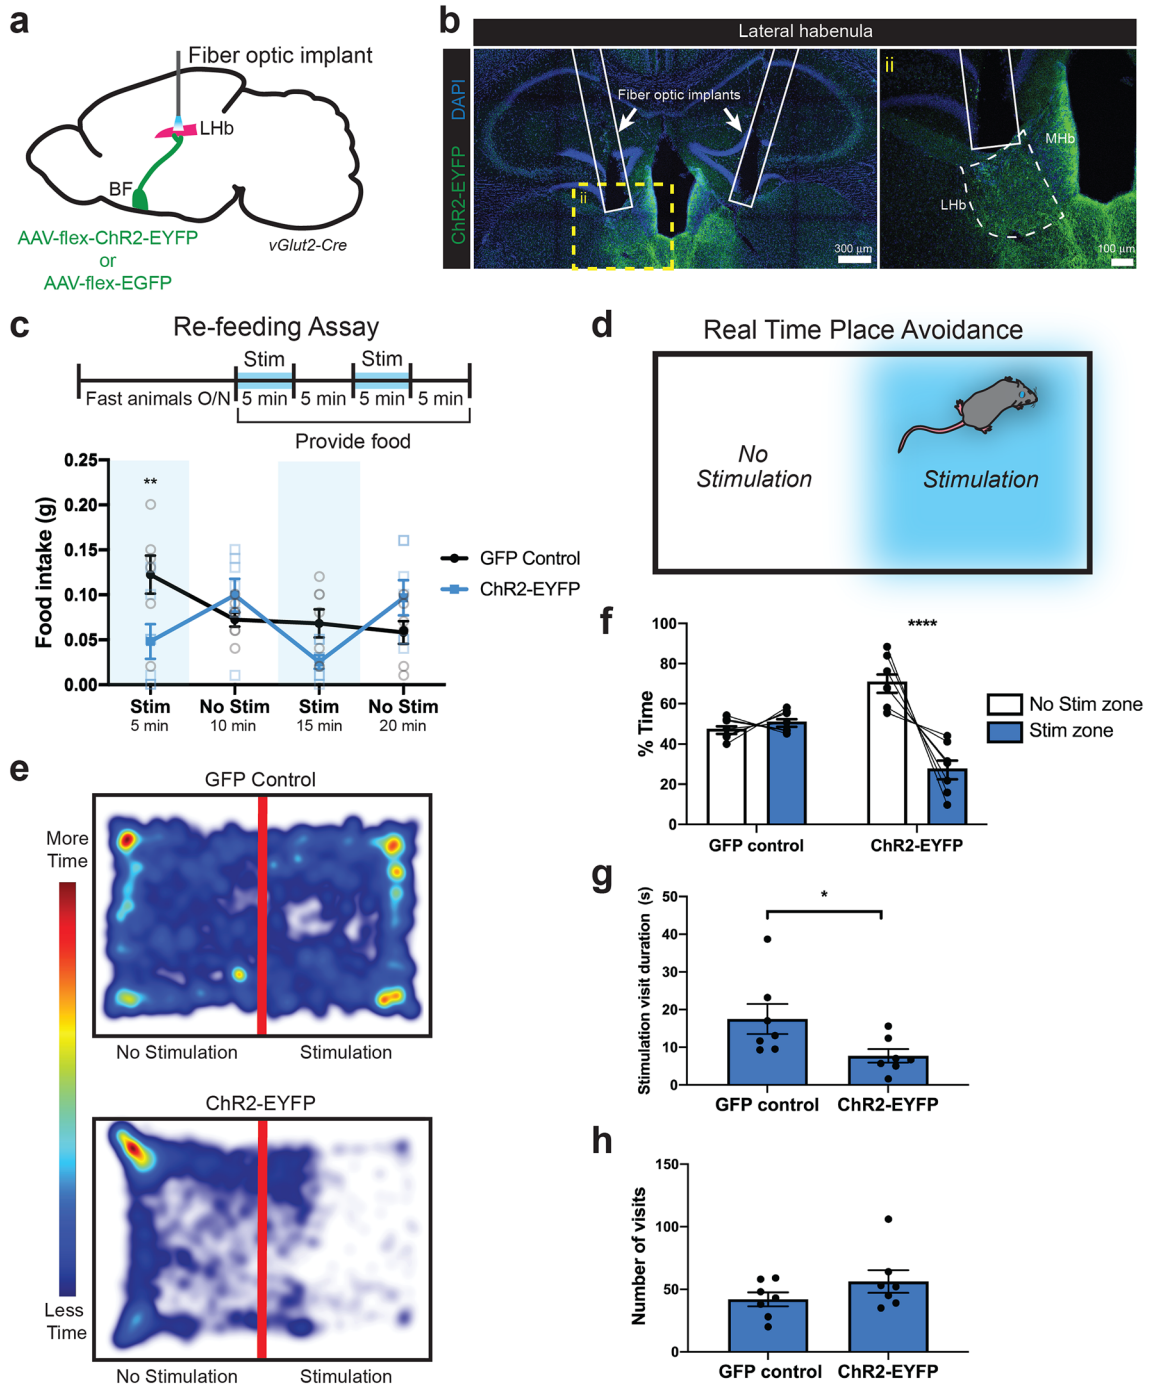 a
Fiber optic implant
LHb
BF
AAV-flex-ChR2-EYFP
or
AAV-flex-EGFP
vGlut2-Cre
b
Lateral habenula
ChR2-EYFP DAPI
Fiber optic implants
ii
300 μm
ii
MHb
LHb
100 μm
c
Re-feeding Assay
Stim Stim
Fast animals O/N 5 min 5 min 5 min 5 min
Provide food
Food intake (g)
0.25
0.20
0.15
0.10
0.05
0.00
**
GFP Control
ChR2-EYFP
Stim No Stim Stim No Stim
5 min 10 min 15 min 20 min
d
Real Time Place Avoidance
No
Stimulation
Stimulation
e
GFP Control
More
Time
Less
Time
No Stimulation Stimulation
ChR2-EYFP
No Stimulation Stimulation
f
% Time
100
80
60
40
20
0
****
GFP control ChR2-EYFP
No Stim zone
Stim zone
g
Stimulation visit duration (s)
50
40
30
20
10
0
*
GFP control ChR2-EYFP
h
Number of visits
150
100
50
0
GFP control ChR2-EYFP